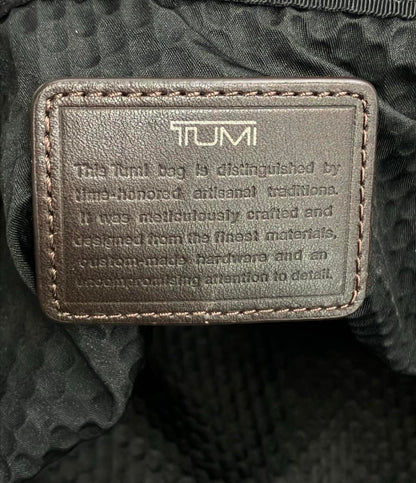 TUMI
This Tumi bag is distinguished by
time-honored artisanal traditions.
It was meticulously crafted and
designed from the finest materials,
custom-made hardware and an
uncompromising attention to detail.